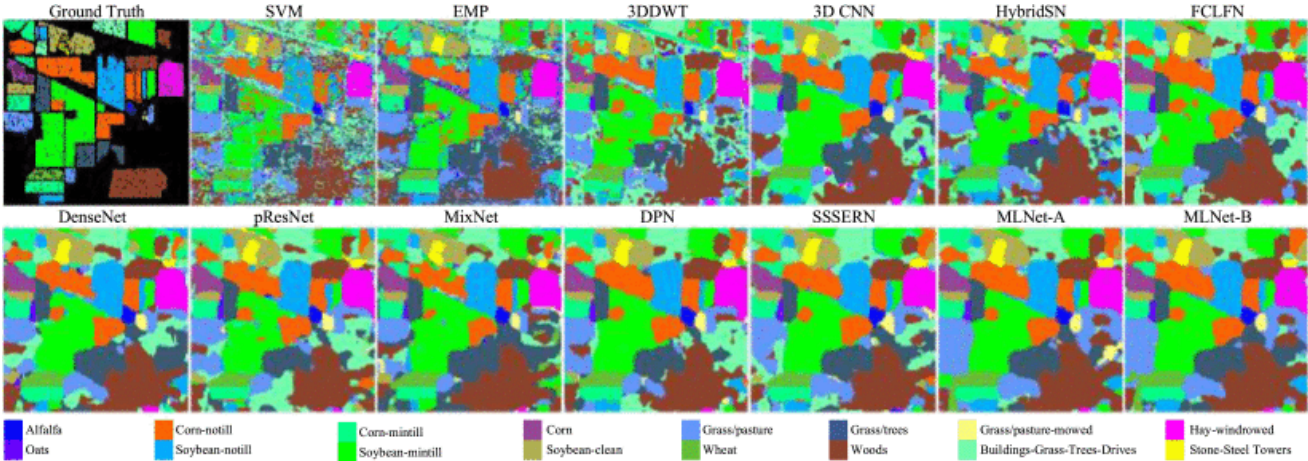 Ground Truth SVM EMP 3DDWT 3D CNN HybridSN FCLFN
DenseNet pResNet MixNet DPN SSSERN MLNet-A MLNet-B
Alfalfa Corn-notill Corn-mintill Corn Grass/pasture Grass/trees Grass/pasture-mowed Hay-windrowed
Oats Soybean-notill Soybean-mintill Soybean-clean Wheat Woods Buildings-Grass-Trees-Drives Stone-Steel Towers